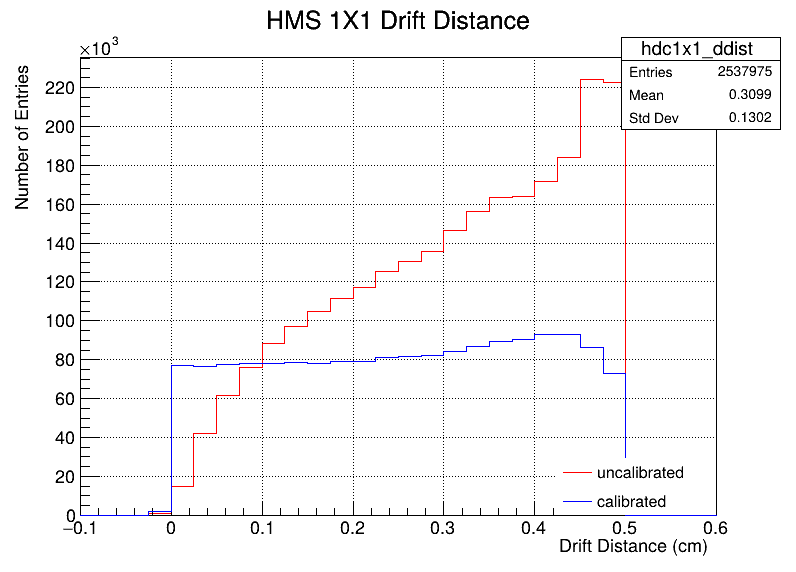 HMS 1X1 Drift Distance
×10³
hdc1x1_ddist
Entries 2537975
Mean 0.3099
Std Dev 0.1302
Number of Entries
220
200
180
160
140
120
100
80
60
40
20
0
uncalibrated
calibrated
−0.1 0 0.1 0.2 0.3 0.4 0.5 0.6
Drift Distance (cm)